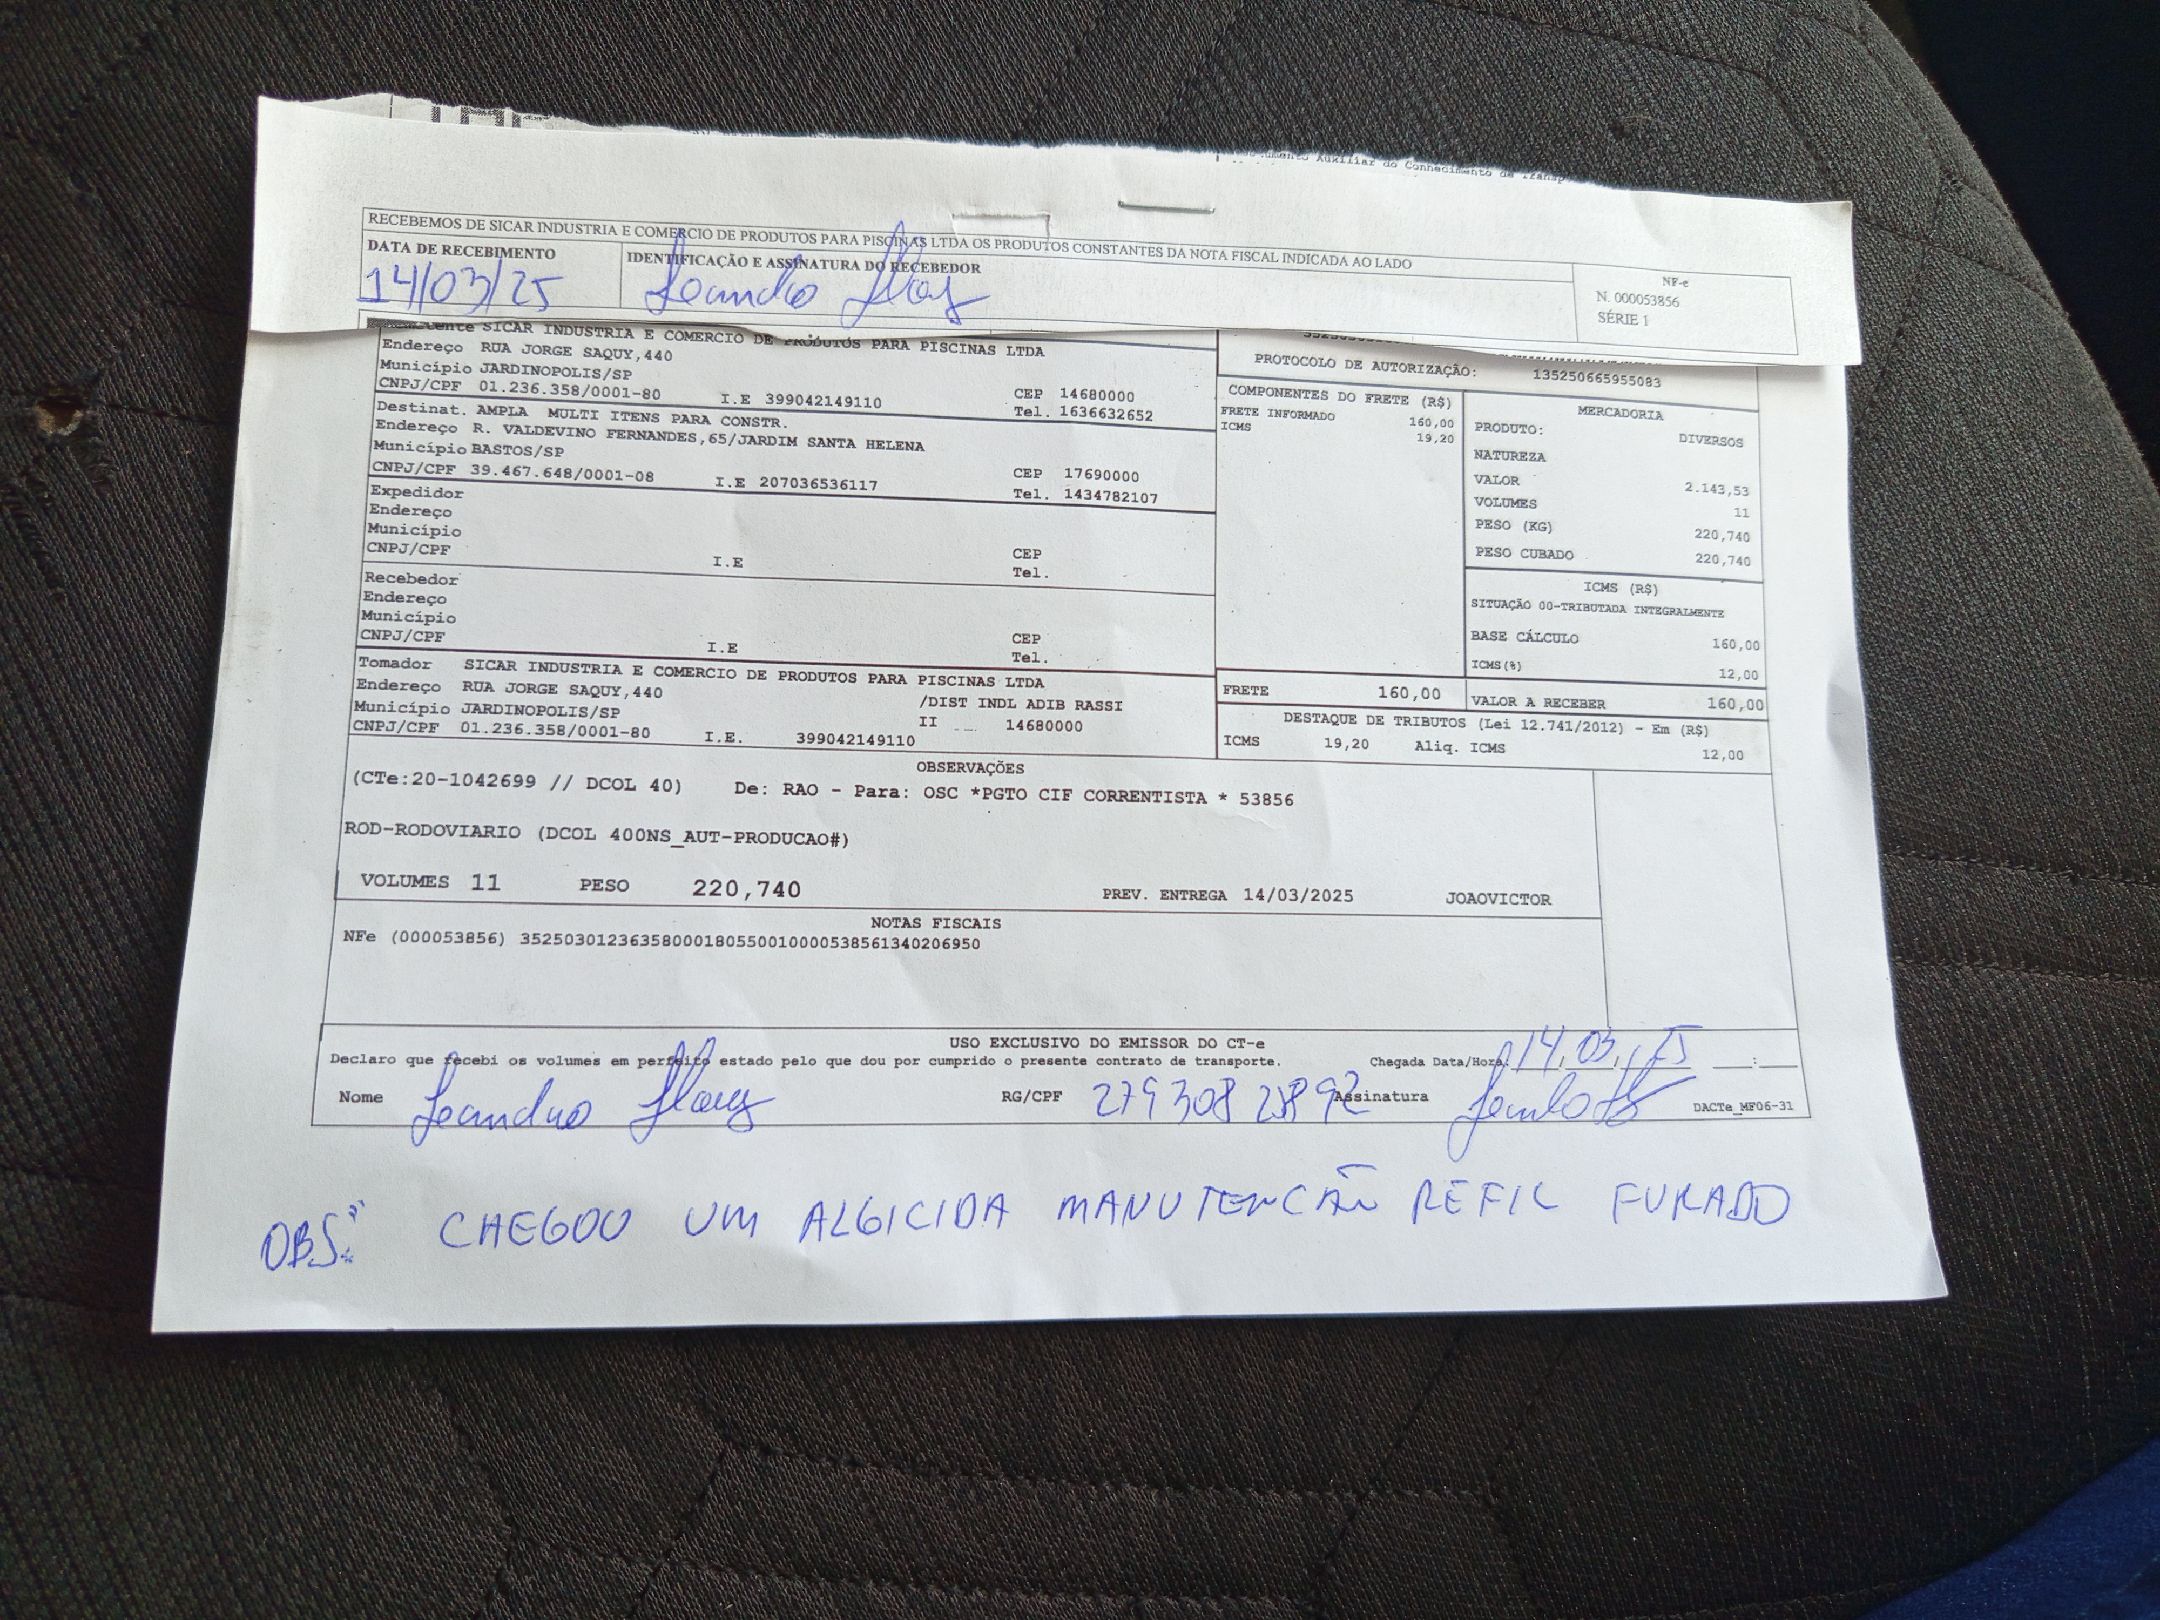 Documento Auxiliar do Conhecimento de Transp
RECEBEMOS DE SICAR INDUSTRIA E COMERCIO DE PRODUTOS PARA PISCINAS LTDA OS PRODUTOS CONSTANTES DA NOTA FISCAL INDICADA AO LADO
DATA DE RECEBIMENTO
14/03/25
IDENTIFICAÇÃO E ASSINATURA DO RECEBEDOR
Leandro
NF-e
N. 000053856
SÉRIE 1
SICAR INDUSTRIA E COMERCIO DE PRODUTOS PARA PISCINAS LTDA
Endereço RUA JORGE SAQUY,440
Município JARDINOPOLIS/SP
CEP 14680000
CNPJ/CPF 01.236.358/0001-80 I.E 399042149110 Tel. 1636632652
Destinat. AMPLA MULTI ITENS PARA CONSTR.
Endereço R. VALDEVINO FERNANDES,65/JARDIM SANTA HELENA
Município BASTOS/SP
CEP 17690000
CNPJ/CPF 39.467.648/0001-08 I.E 207036536117 Tel. 1434782107
Expedidor
Endereço
Município
CEP
CNPJ/CPF I.E Tel.
Recebedor
Endereço
Município
CEP
CNPJ/CPF I.E Tel.
Tomador SICAR INDUSTRIA E COMERCIO DE PRODUTOS PARA PISCINAS LTDA
Endereço RUA JORGE SAQUY,440 /DIST INDL ADIB RASSI
Município JARDINOPOLIS/SP II 14680000
CNPJ/CPF 01.236.358/0001-80 I.E. 399042149110
PROTOCOLO DE AUTORIZAÇÃO: 135250665955083
COMPONENTES DO FRETE (R$)
FRETE INFORMADO 160,00
ICMS 19,20
MERCADORIA
PRODUTO: DIVERSOS
NATUREZA
VALOR 2.143,53
VOLUMES 11
PESO (KG) 220,740
PESO CUBADO 220,740
ICMS (R$)
SITUAÇÃO 00-TRIBUTADA INTEGRALMENTE
BASE CÁLCULO 160,00
ICMS(%) 12,00
FRETE 160,00
VALOR A RECEBER 160,00
DESTAQUE DE TRIBUTOS (Lei 12.741/2012) - Em (R$)
ICMS 19,20 Aliq. ICMS 12,00
OBSERVAÇÕES
(CTe:20-1042699 // DCOL 40) De: RAO - Para: OSC *PGTO CIF CORRENTISTA * 53856
ROD-RODOVIARIO (DCOL 400NS_AUT-PRODUCAO#)
VOLUMES 11 PESO 220,740 PREV. ENTREGA 14/03/2025 JOAOVICTOR
NOTAS FISCAIS
NFe (000053856) 35250301236358000180550010000538561340206950
USO EXCLUSIVO DO EMISSOR DO CT-e
Declaro que recebi os volumes em perfeito estado pelo que dou por cumprido o presente contrato de transporte. Chegada Data/Hora: 14/03/25 __:__
Nome Leandro RG/CPF Assinatura
DACTe_MF06-31
OBS: CHEGOU UM ALGICIDA MANUTENCÃO REFIL FURADO